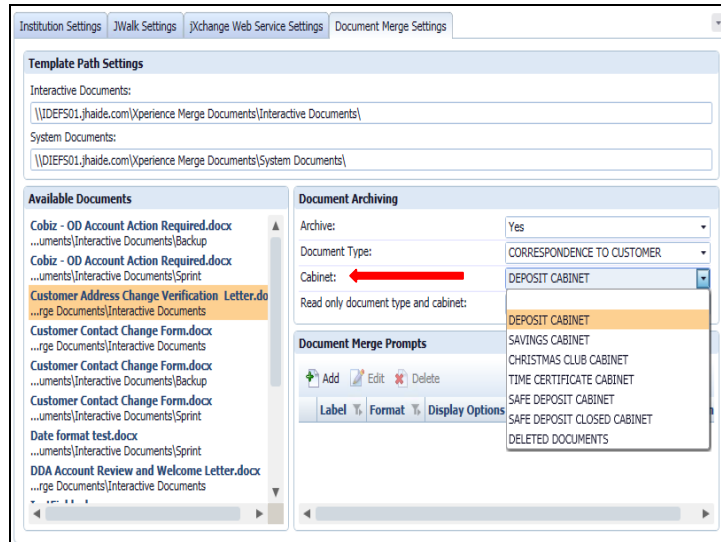 Institution Settings JWalk Settings jXchange Web Service Settings Document Merge Settings
Template Path Settings
Interactive Documents:
\\IDEFS01.jhaide.com\Xperience Merge Documents\Interactive Documents\
System Documents:
\\DIEFS01.jhaide.com\Xperience Merge Documents\System Documents\
Available Documents
Cobiz - OD Account Action Required.docx
...uments\Interactive Documents\Backup
Cobiz - OD Account Action Required.docx
...uments\Interactive Documents\Sprint
Customer Address Change Verification Letter.do
...rge Documents\Interactive Documents
Customer Contact Change Form.docx
...rge Documents\Interactive Documents
Customer Contact Change Form.docx
...uments\Interactive Documents\Backup
Customer Contact Change Form.docx
...uments\Interactive Documents\Sprint
Date format test.docx
...uments\Interactive Documents\Sprint
DDA Account Review and Welcome Letter.docx
...rge Documents\Interactive Documents
Document Archiving
Archive: Yes
Document Type: CORRESPONDENCE TO CUSTOMER
Cabinet: DEPOSIT CABINET
Read only document type and cabinet:
DEPOSIT CABINET
SAVINGS CABINET
CHRISTMAS CLUB CABINET
TIME CERTIFICATE CABINET
SAFE DEPOSIT CABINET
SAFE DEPOSIT CLOSED CABINET
DELETED DOCUMENTS
Document Merge Prompts
Add Edit Delete
Label Format Display Options